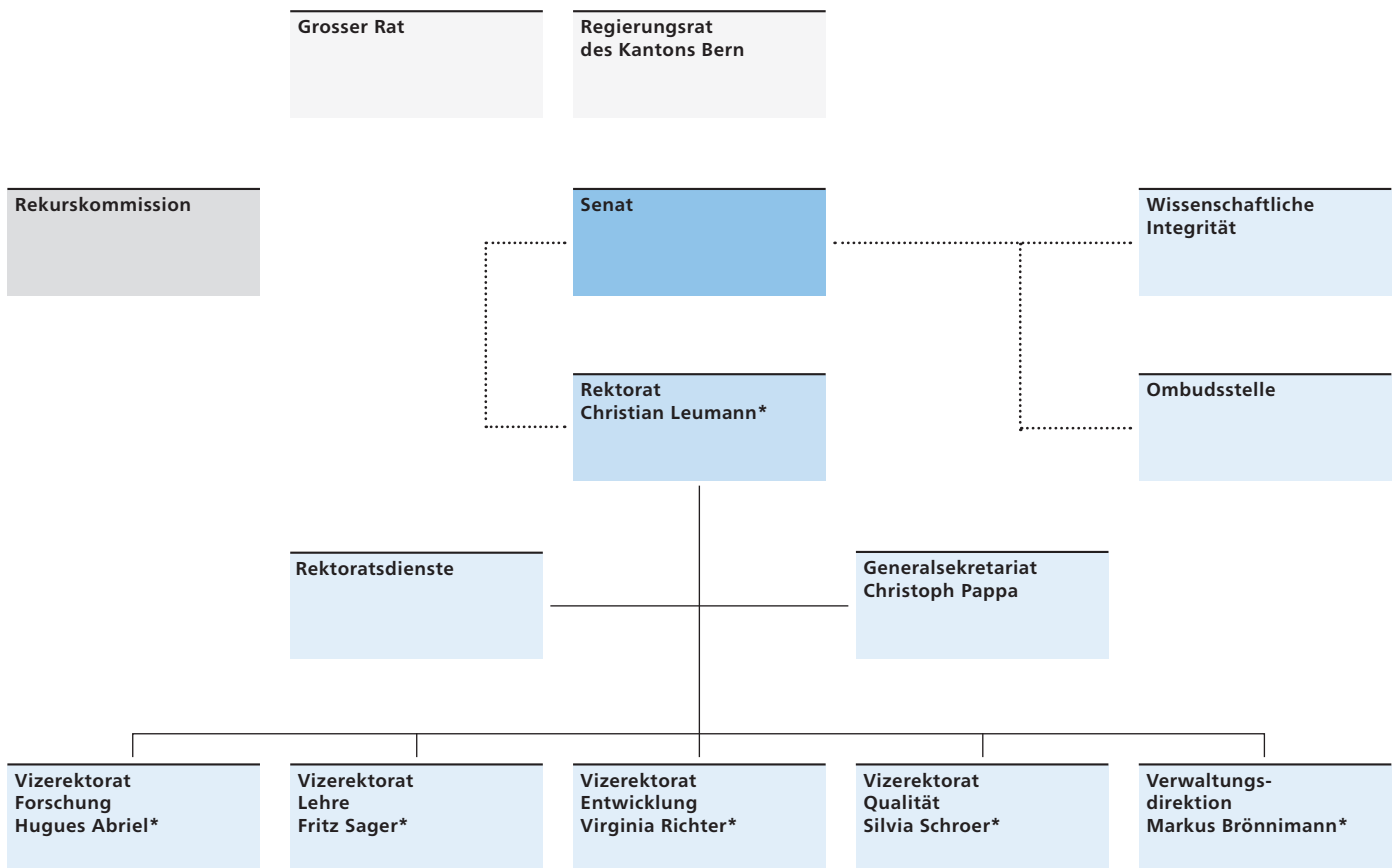 Grosser Rat
Regierungsrat
des Kantons Bern
Rekurskommission
Senat
Wissenschaftliche
Integrität
Rektorat
Christian Leumann*
Ombudsstelle
Rektoratsdienste
Generalsekretariat
Christoph Pappa
Vizerektorat
Forschung
Hugues Abriel*
Vizerektorat
Lehre
Fritz Sager*
Vizerektorat
Entwicklung
Virginia Richter*
Vizerektorat
Qualität
Silvia Schroer*
Verwaltungs-
direktion
Markus Brönnimann*